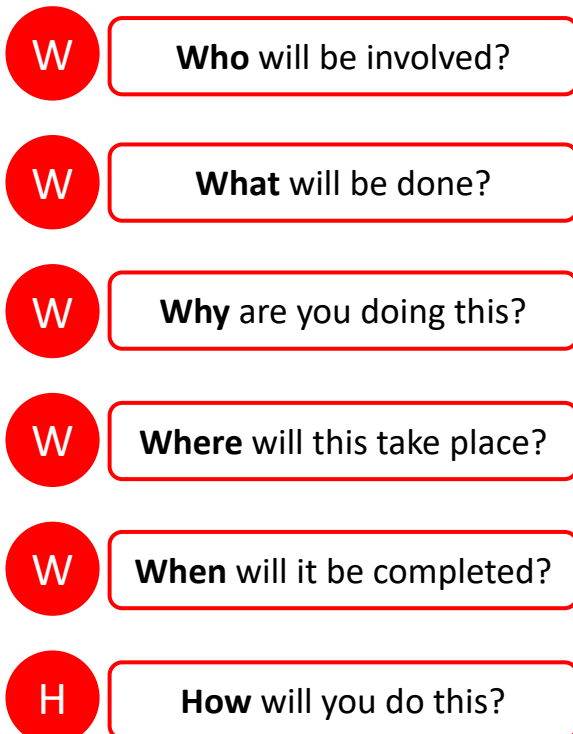 W Who will be involved?
W What will be done?
W Why are you doing this?
W Where will this take place?
W When will it be completed?
H How will you do this?